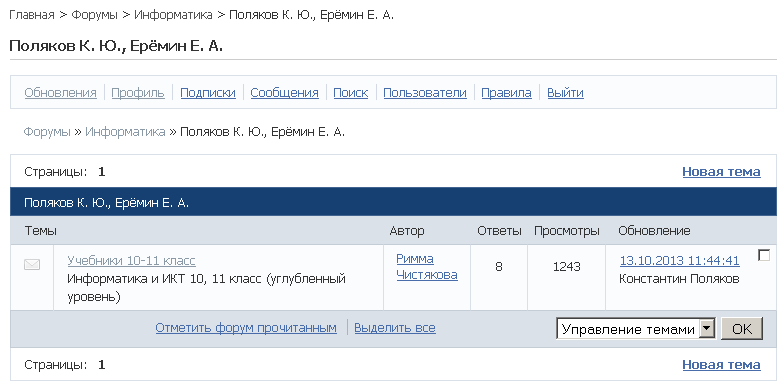 Главная > Форумы > Информатика > Поляков К. Ю., Ерёмин Е. А.
Поляков К. Ю., Ерёмин Е. А.
Обновления Профиль Подписки Сообщения Поиск Пользователи Правила Выйти
Форумы » Информатика » Поляков К. Ю., Ерёмин Е. А.
Страницы: 1 Новая тема
Поляков К. Ю., Ерёмин Е. А.
Темы Автор Ответы Просмотры Обновление
Учебники 10-11 класс Римма 8 1243 13.10.2013 11:44:41
Информатика и ИКТ 10, 11 класс (углубленный Чистякова Константин Поляков
уровень)
Отметить форум прочитанным Выделить все Управление темами OK
Страницы: 1 Новая тема